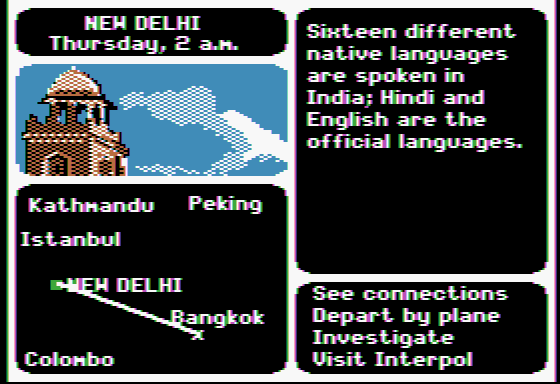 NEW DELHI
Thursday, 2 a.m.
Sixteen different
native languages
are spoken in
India; Hindi and
English are the
official languages.
Kathmandu Peking
Istanbul
NEW DELHI
Bangkok
x
Colombo
See connections
Depart by plane
Investigate
Visit Interpol